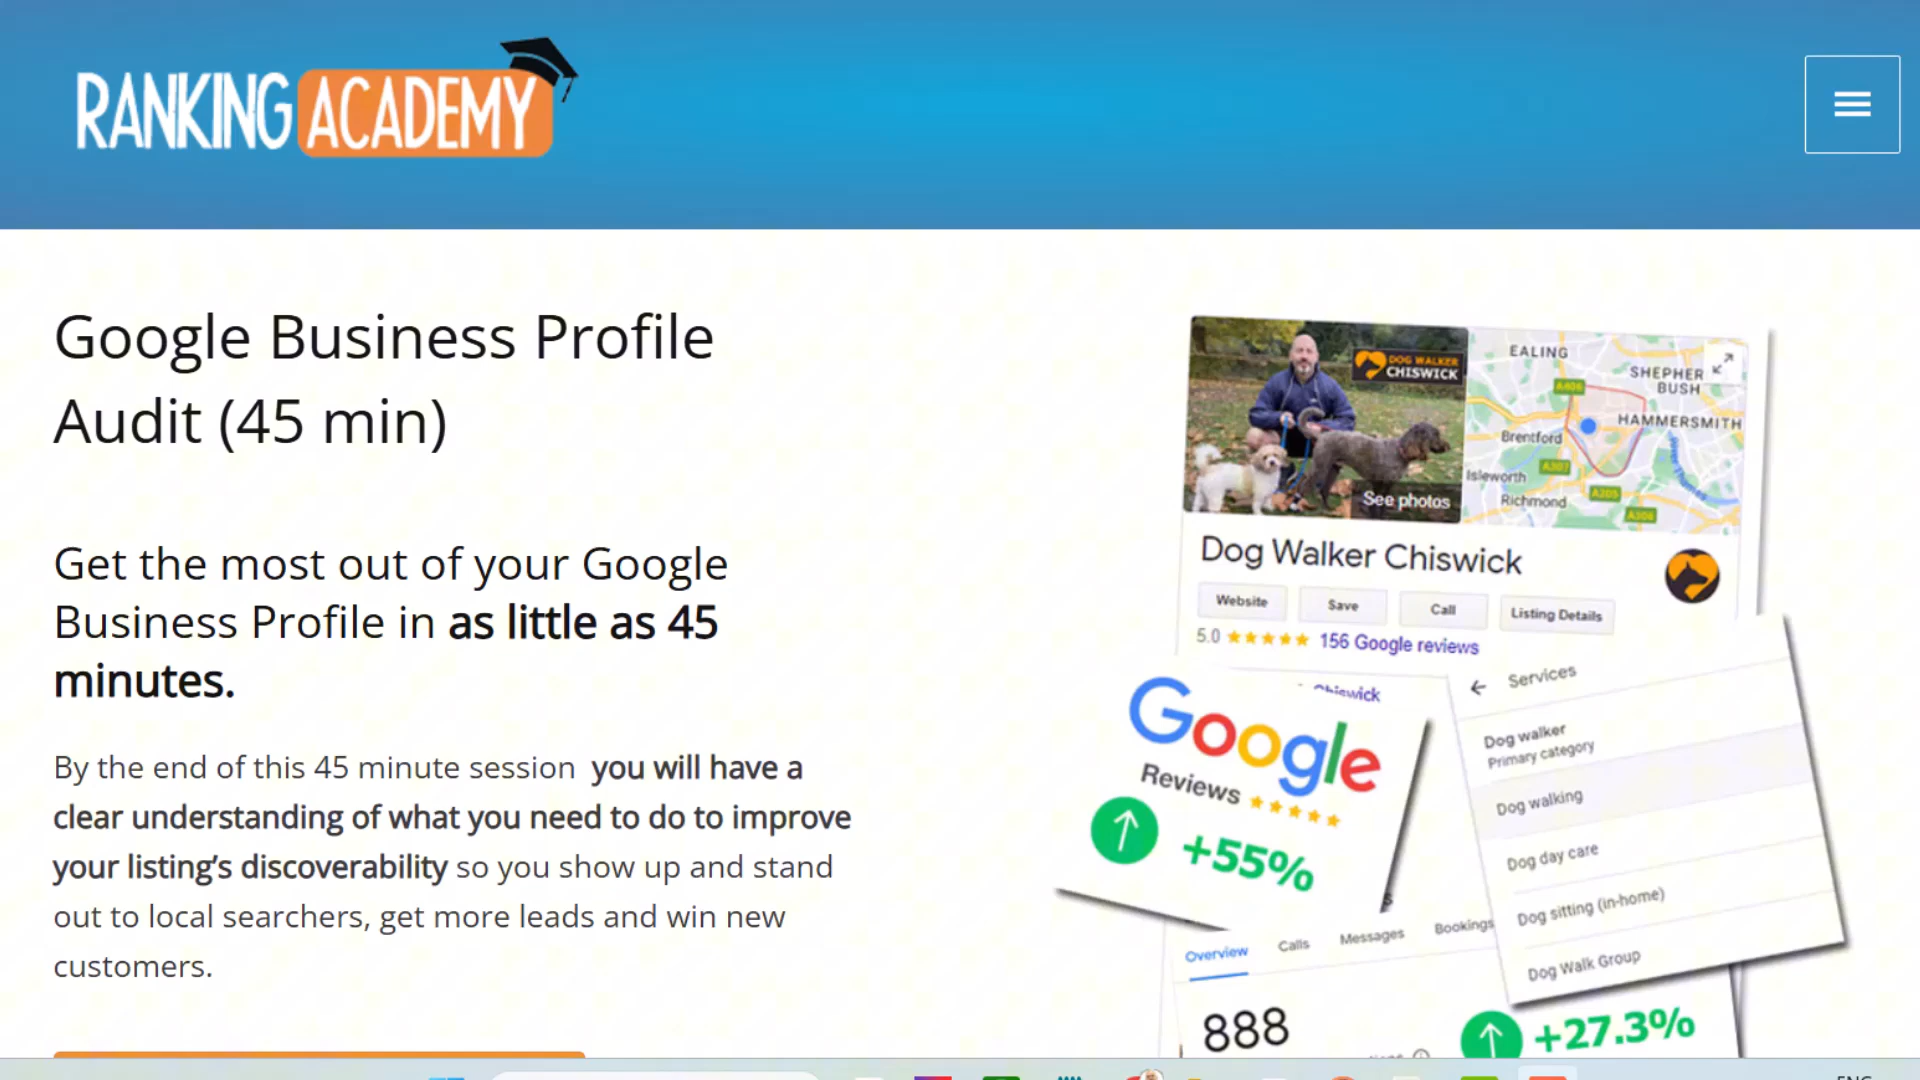 RANKING ACADEMY
Google Business Profile
Audit (45 min)
Get the most out of your Google
Business Profile in as little as 45
minutes.
By the end of this 45 minute session you will have a
clear understanding of what you need to do to improve
your listing's discoverability so you show up and stand
out to local searchers, get more leads and win new
customers.
DOG WALKER
CHISWICK
See photos
EALING
SHEPHER
BUSH
A406
HAMMERSMITH
Brentford
A307
Isleworth
Richmond
A205
A306
Dog Walker Chiswick
Website
Save
Call
Listing Details
5.0
156 Google reviews
Chiswick
Google
Reviews
+55%
Services
Dog walker
Primary category
Dog walking
Dog day care
Dog sitting (in-home)
Dog Walk Group
Overview
Calls
Messages
Bookings
888
+27.3%